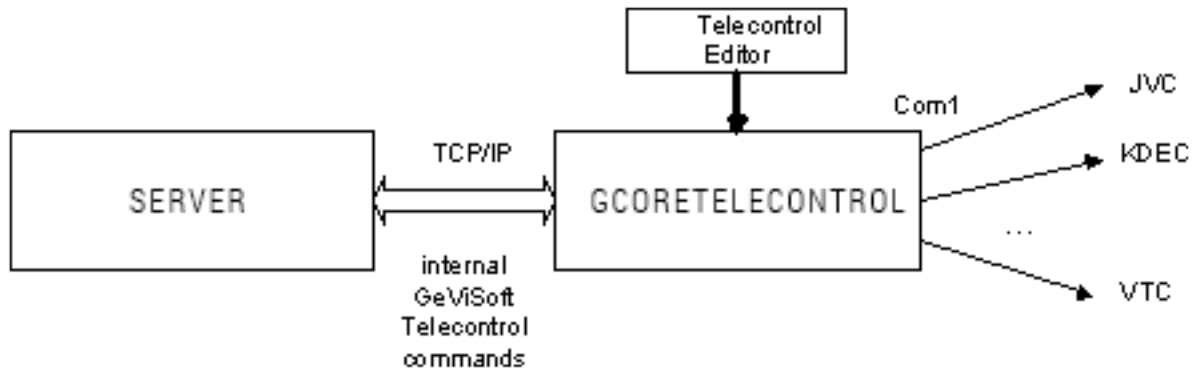 Telecontrol
Editor
Com1
JVC
KDEC
...
VTC
TCP/IP
SERVER
GCORETELECONTROL
internal
GeViSoft
Telecontrol
commands